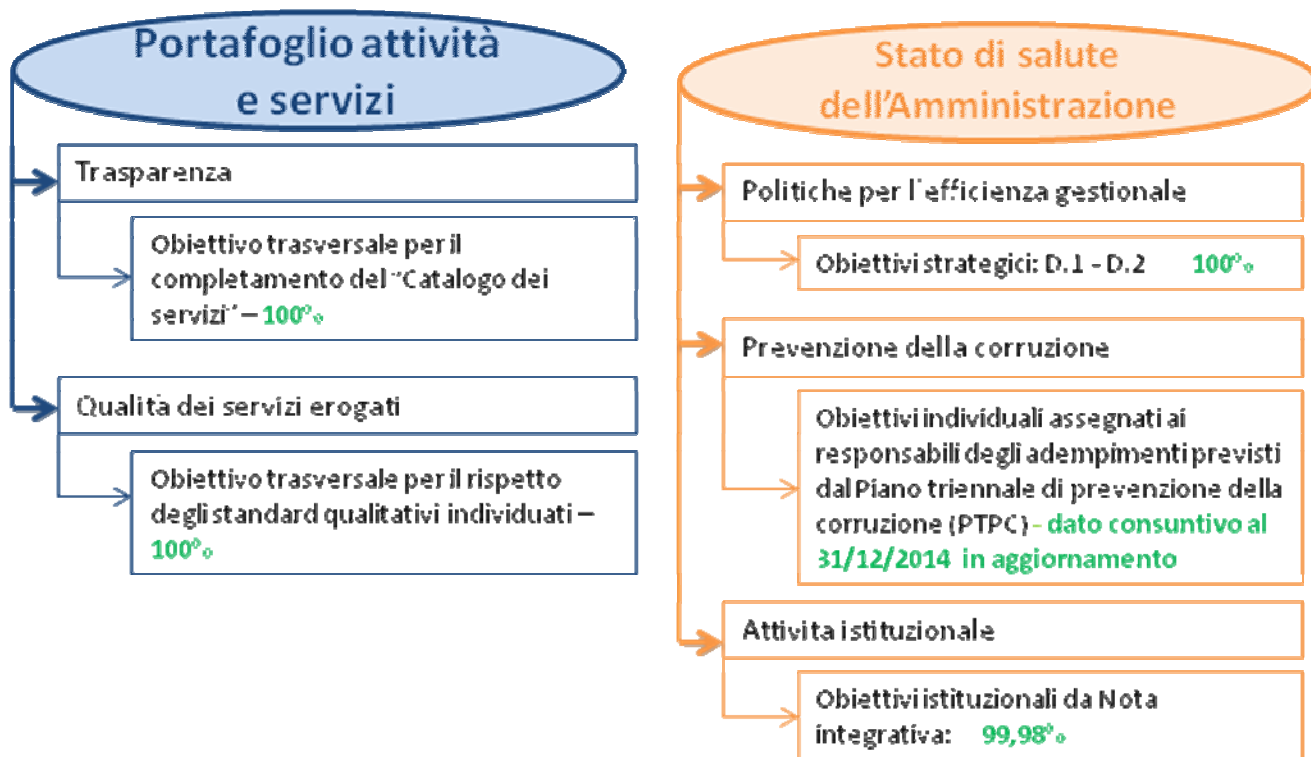 Portafoglio attività
e servizi
Trasparenza
Obiettivo trasversale per il
completamento del "Catalogo dei
servizi" – 100%
Qualità dei servizi erogati
Obiettivo trasversale per il rispetto
degli standard qualitativi individuati –
100%
Stato di salute
dell'Amministrazione
Politiche per l'efficienza gestionale
Obiettivi strategici: D.1 - D.2 100%
Prevenzione della corruzione
Obiettivi individuali assegnati ai
responsabili degli adempimenti previsti
dal Piano triennale di prevenzione della
corruzione (PTPC) - dato consuntivo al
31/12/2014 in aggiornamento
Attivita istituzionale
Obiettivi istituzionali da Nota
integrativa: 99,98%